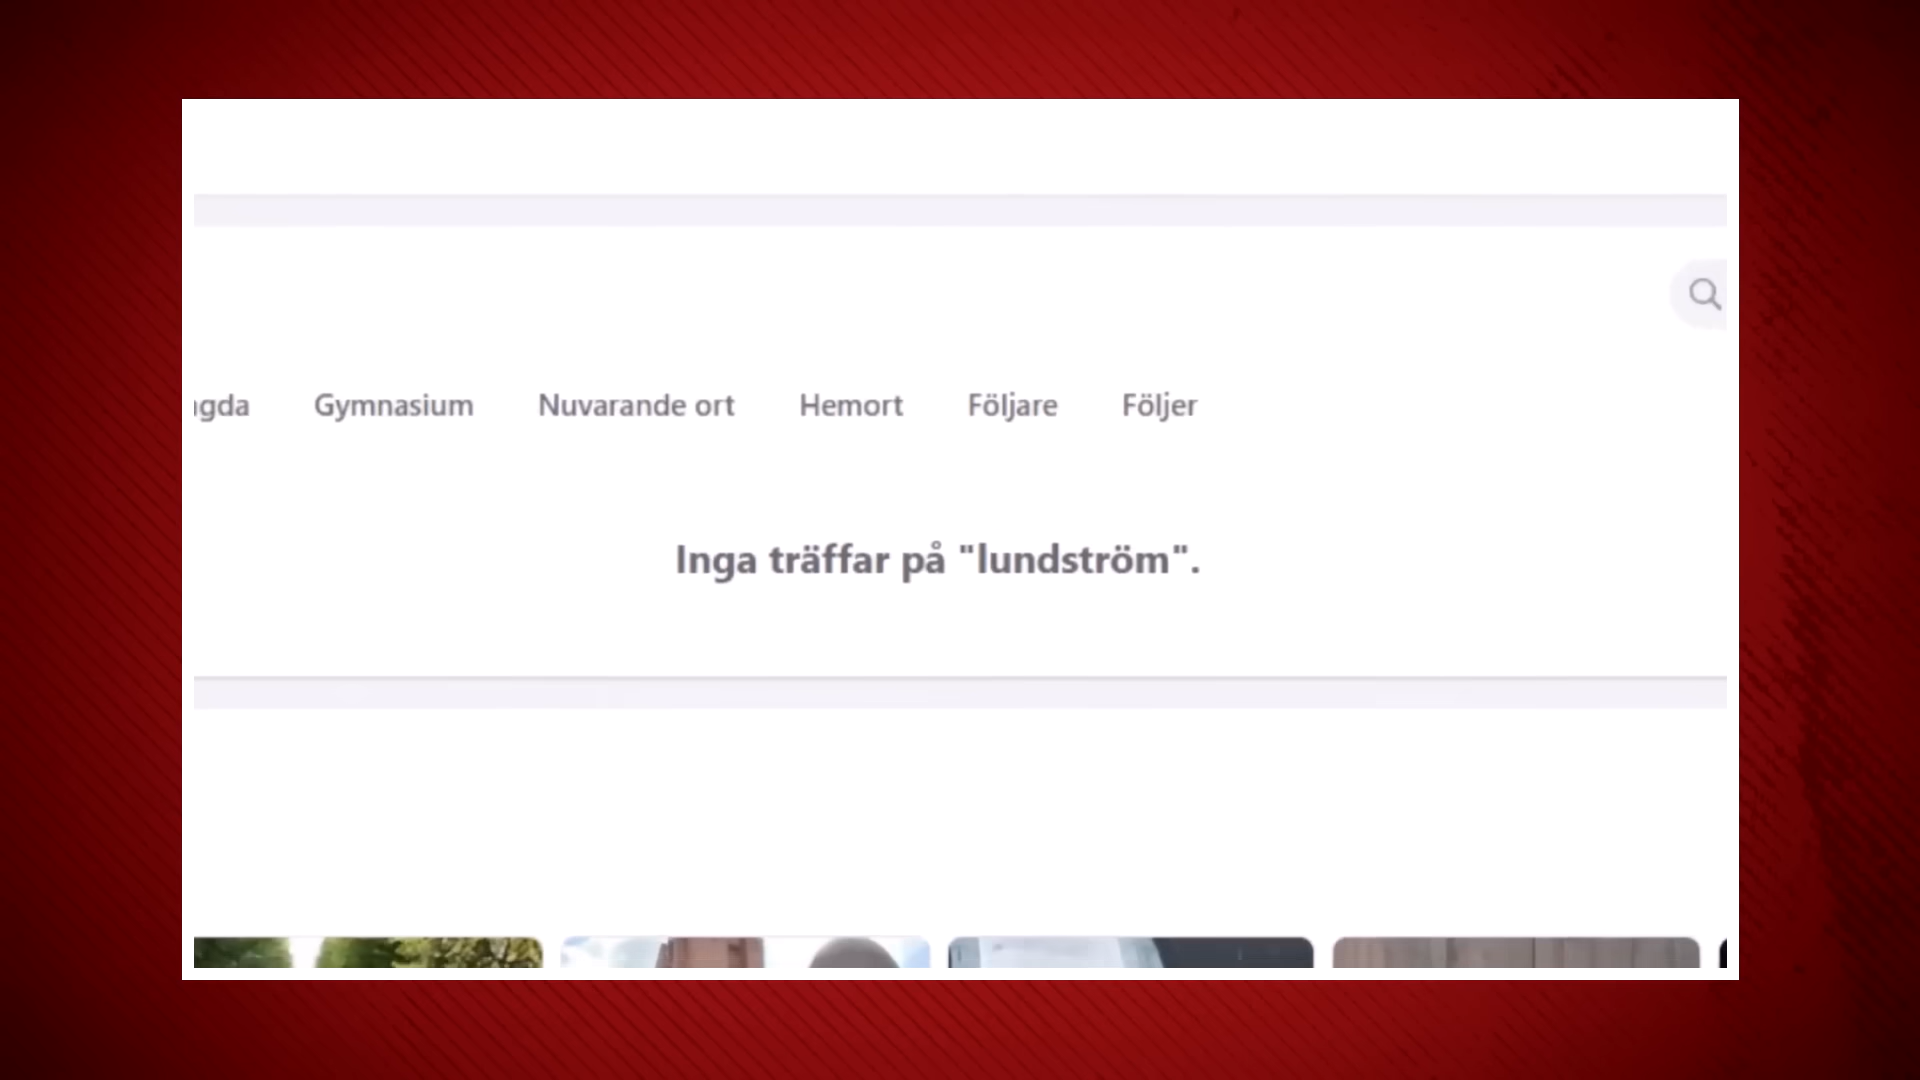 Gymnasium Nuvarande ort Hemort Följare Följer
Inga träffar på "lundström".